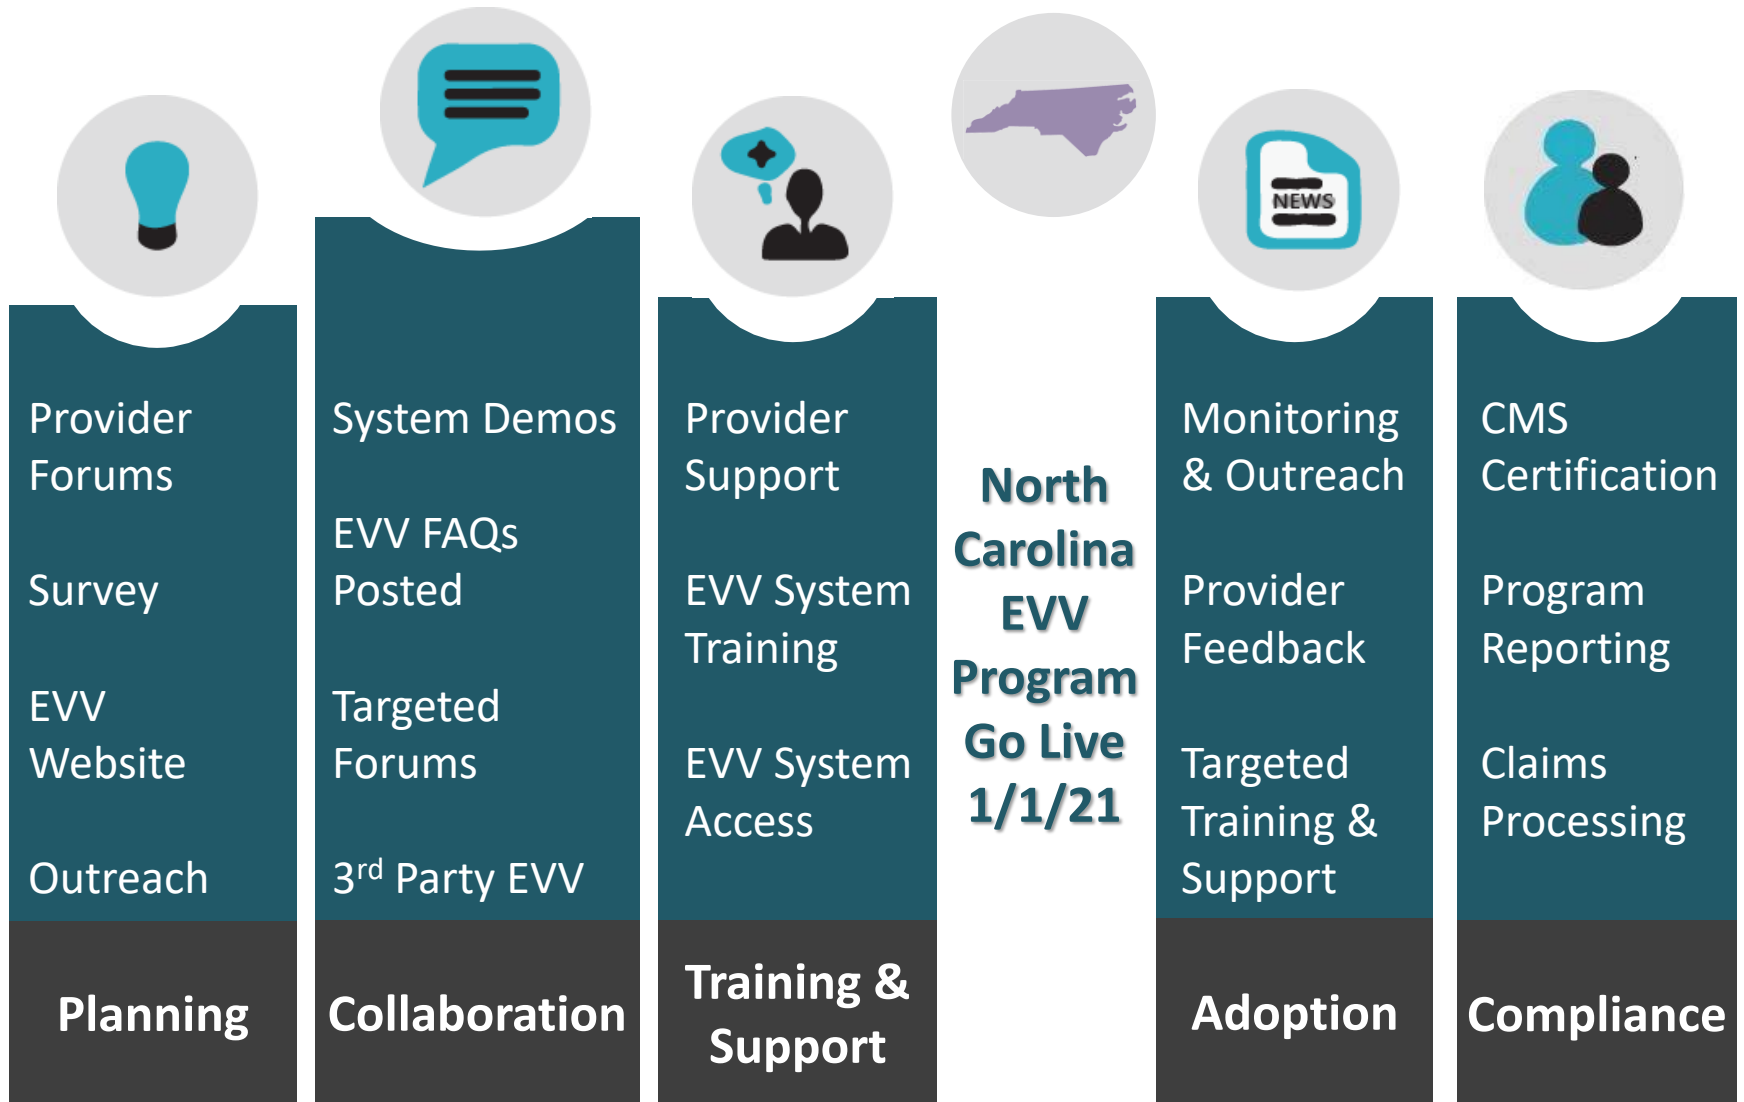 Provider
Forums
Survey
EVV
Website
Outreach
Planning
System Demos
EVV FAQs
Posted
Targeted
Forums
3rd Party EVV
Collaboration
Provider
Support
EVV System
Training
EVV System
Access
Training &
Support
North
Carolina
EVV
Program
Go Live
1/1/21
NEWS
Monitoring
& Outreach
Provider
Feedback
Targeted
Training &
Support
Adoption
CMS
Certification
Program
Reporting
Claims
Processing
Compliance